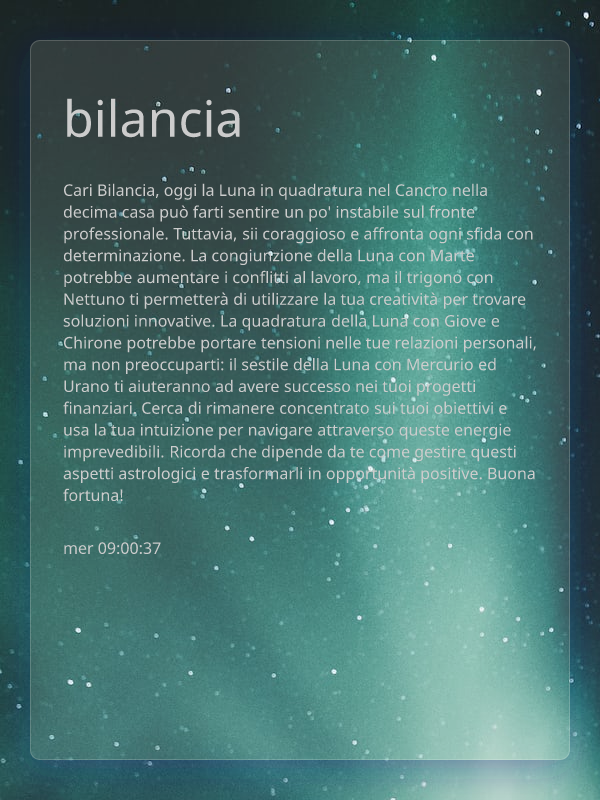 bilancia
Cari Bilancia, oggi la Luna in quadratura nel Cancro nella
decima casa può farti sentire un po' instabile sul fronte
professionale. Tuttavia, sii coraggioso e affronta ogni sfida con
determinazione. La congiunzione della Luna con Marte
potrebbe aumentare i conflitti al lavoro, ma il trigono con
Nettuno ti permetterà di utilizzare la tua creatività per trovare
soluzioni innovative. La quadratura della Luna con Giove e
Chirone potrebbe portare tensioni nelle tue relazioni personali,
ma non preoccuparti: il sestile della Luna con Mercurio ed
Urano ti aiuteranno ad avere successo nei tuoi progetti
finanziari. Cerca di rimanere concentrato sui tuoi obiettivi e
usa la tua intuizione per navigare attraverso queste energie
imprevedibili. Ricorda che dipende da te come gestire questi
aspetti astrologici e trasformarli in opportunità positive. Buona
fortuna!
mer 09:00:37